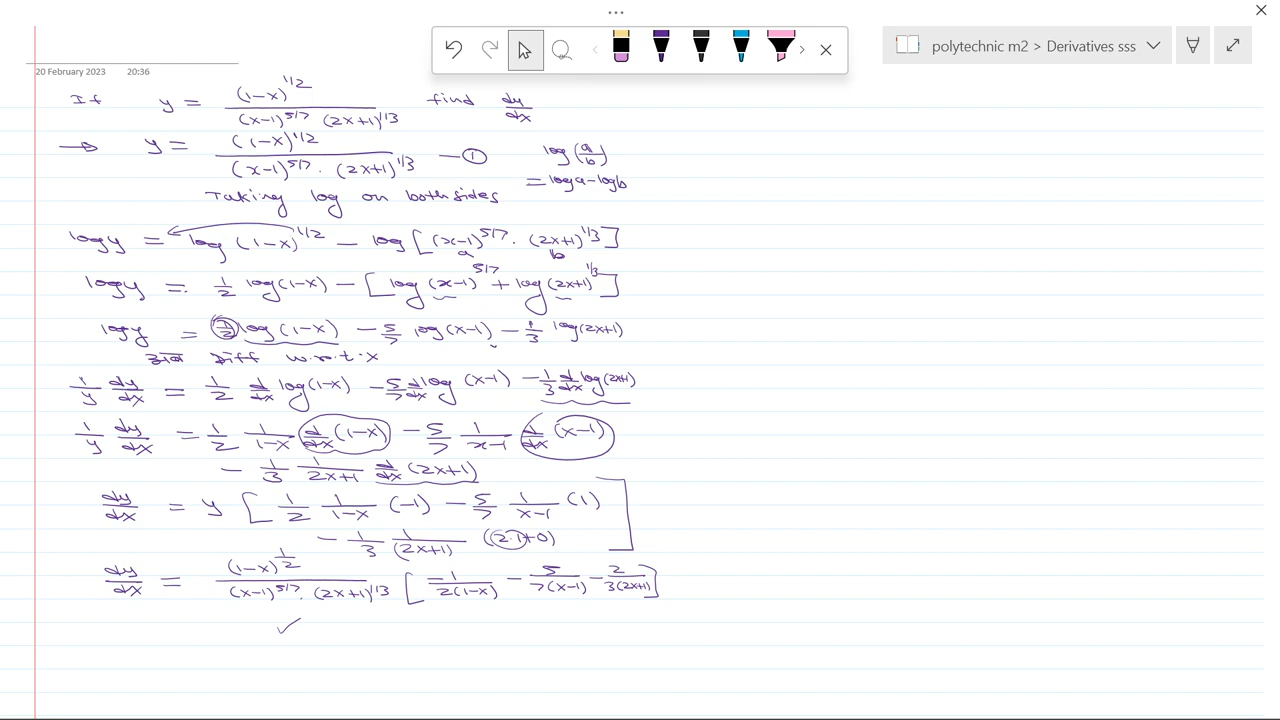 polytechnic m2 > Derivatives sss
20 February 2023 20:36
If y = (1-x)^1/2 / (x-1)^5/7 (2x+1)^1/3 find dy/dx
→ y = (1-x)^1/2 / (x-1)^5/7 · (2x+1)^1/3 — ① log(a/b)
= log a - log b
Taking log on both sides
logy = log(1-x)^1/2 - log[(x-1)^5/7 · (2x+1)^1/3]
a b
logy = 1/2 log(1-x) - [log(x-1)^5/7 + log(2x+1)^1/3]
logy = 1/2 log(1-x) - 5/7 log(x-1) - 1/3 log(2x+1)
Diff w.r.t.x
1/y dy/dx = 1/2 d/dx log(1-x) - 5/7 d/dx log(x-1) - 1/3 d/dx log(2x+1)
1/y dy/dx = 1/2 1/1-x d/dx (1-x) - 5/7 1/x-1 d/dx (x-1)
- 1/3 1/2x+1 d/dx (2x+1)
dy/dx = y [1/2 1/1-x (-1) - 5/7 1/x-1 (1)
- 1/3 1/(2x+1) (2·1+0)]
dy/dx = (1-x)^1/2 / (x-1)^5/7 · (2x+1)^1/3 [-1/2(1-x) - 5/7(x-1) - 2/3(2x+1)]